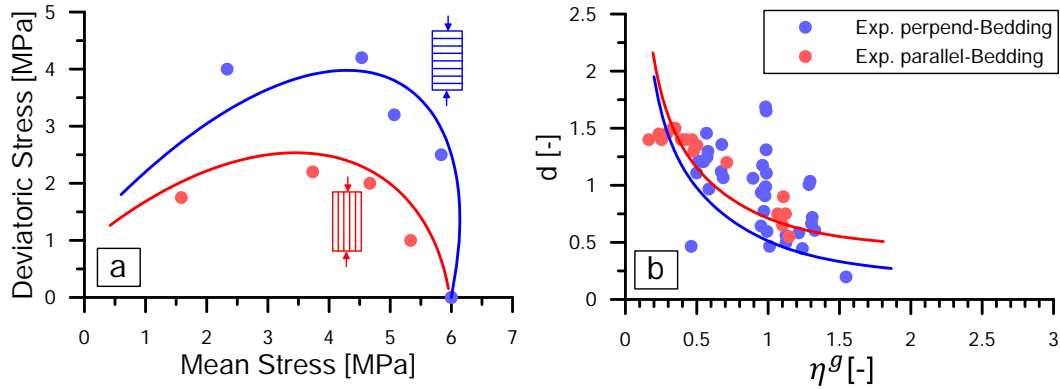 5
4
3
2
1
0
Deviatoric Stress [MPa]
a
0 1 2 3 4 5 6 7
Mean Stress [MPa]
2.5
2
1.5
1
0.5
0
d [-]
Exp. perpend-Bedding
Exp. parallel-Bedding
b
0 0.5 1 1.5 2 2.5 3
η^g [-]